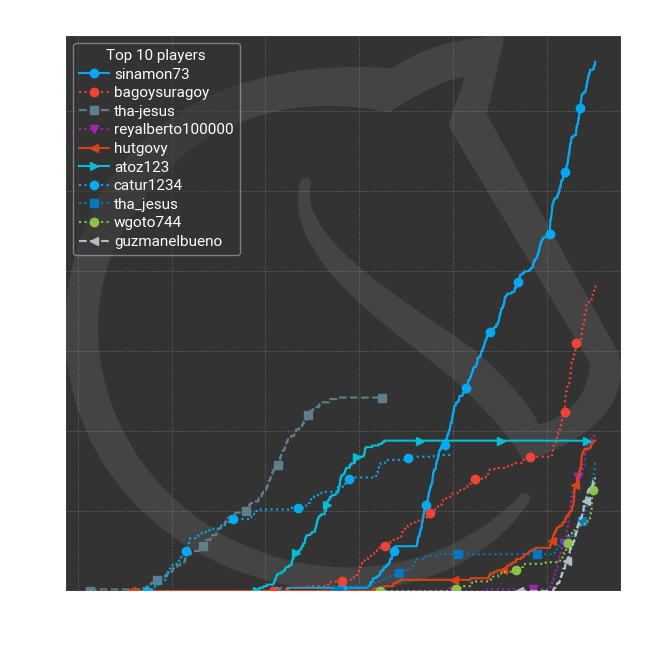 Top 10 players
sinamon73
bagoysuragoy
tha-jesus
reyalberto100000
hutgovy
atoz123
catur1234
tha_jesus
wgoto744
guzmanelbueno